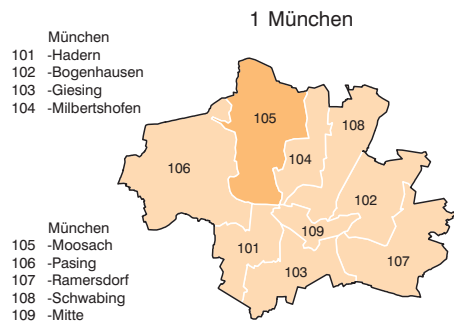 1 München
München
101 -Hadern
102 -Bogenhausen
103 -Giesing
104 -Milbertshofen
105
108
104
106
102
109
101
107
103
München
105 -Moosach
106 -Pasing
107 -Ramersdorf
108 -Schwabing
109 -Mitte